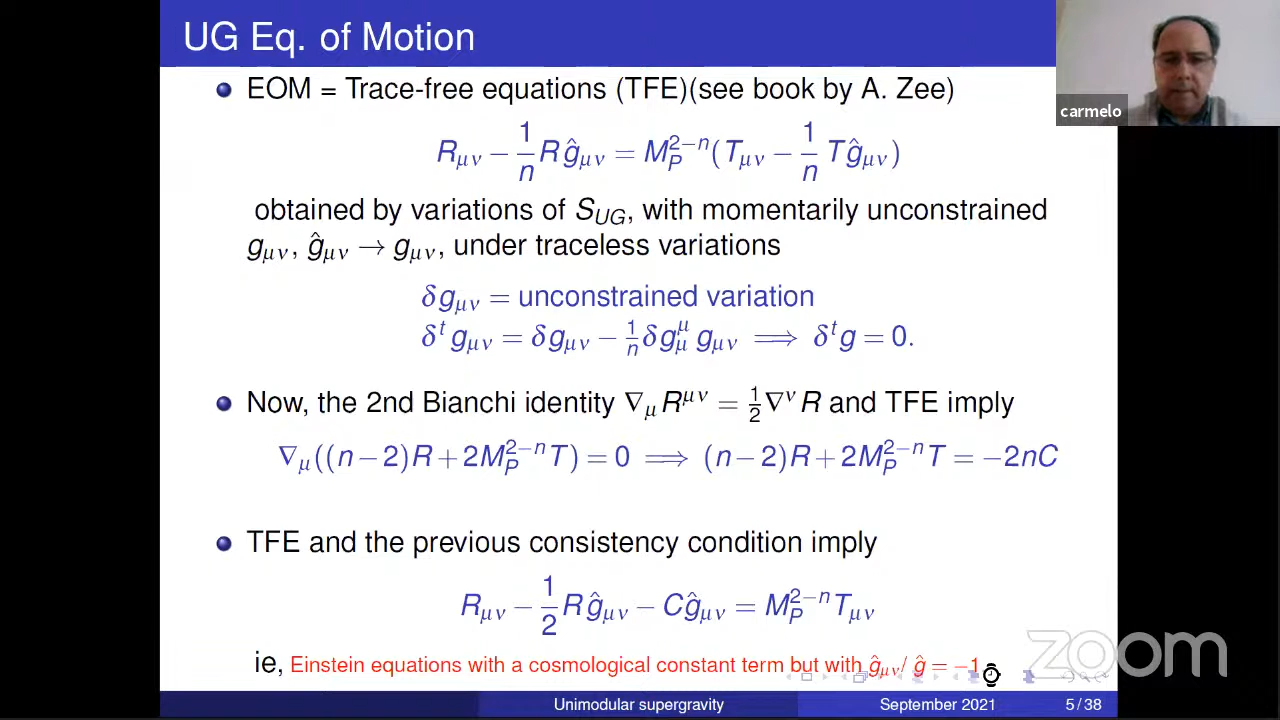 UG Eq. of Motion
carmelo
EOM = Trace-free equations (TFE)(see book by A. Zee)
R_{μν} − \frac{1}{n} R ĝ_{μν} = M_P^{2−n} ( T_{μν} − \frac{1}{n} T ĝ_{μν} )
obtained by variations of S_{UG}, with momentarily unconstrained
g_{μν}, ĝ_{μν} → g_{μν}, under traceless variations
δg_{μν} = unconstrained variation
δ^t g_{μν} = δg_{μν} − \frac{1}{n} δg_μ^μ g_{μν} ⟹ δ^t g = 0.
Now, the 2nd Bianchi identity ∇_μ R^{μν} = \frac{1}{2} ∇^ν R and TFE imply
∇_μ((n−2)R + 2M_P^{2−n} T) = 0 ⟹ (n−2)R + 2M_P^{2−n} T = −2nC
TFE and the previous consistency condition imply
R_{μν} − \frac{1}{2} R ĝ_{μν} − C ĝ_{μν} = M_P^{2−n} T_{μν}
ie, Einstein equations with a cosmological constant term but with ĝ_{μν}/ ĝ = −1
zoom
Unimodular supergravity September 2021 5 / 38